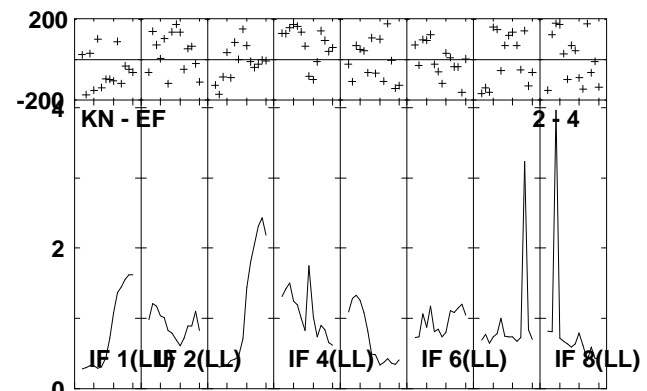 200
-200
4
KN - EF 2 - 4
2
IF 1(LL) IF 2(LL) IF 4(LL) IF 6(LL) IF 8(LL)
0